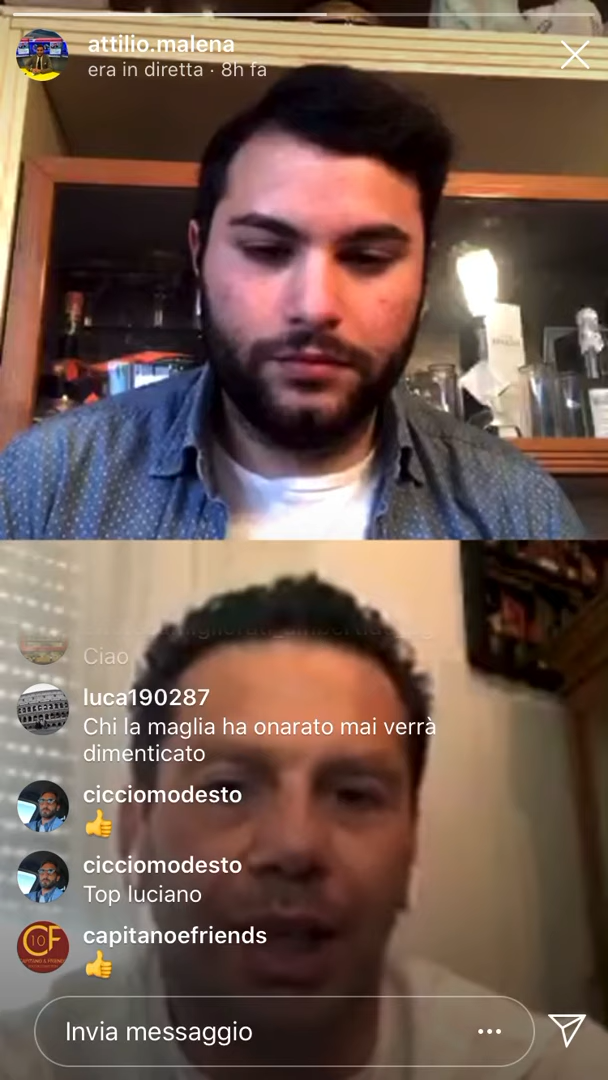 attilio.malena
era in diretta · 8h fa
Ciao
luca190287
Chi la maglia ha onarato mai verrà
dimenticato
cicciomodesto
👍
cicciomodesto
Top luciano
capitanoefriends
👍
Invia messaggio